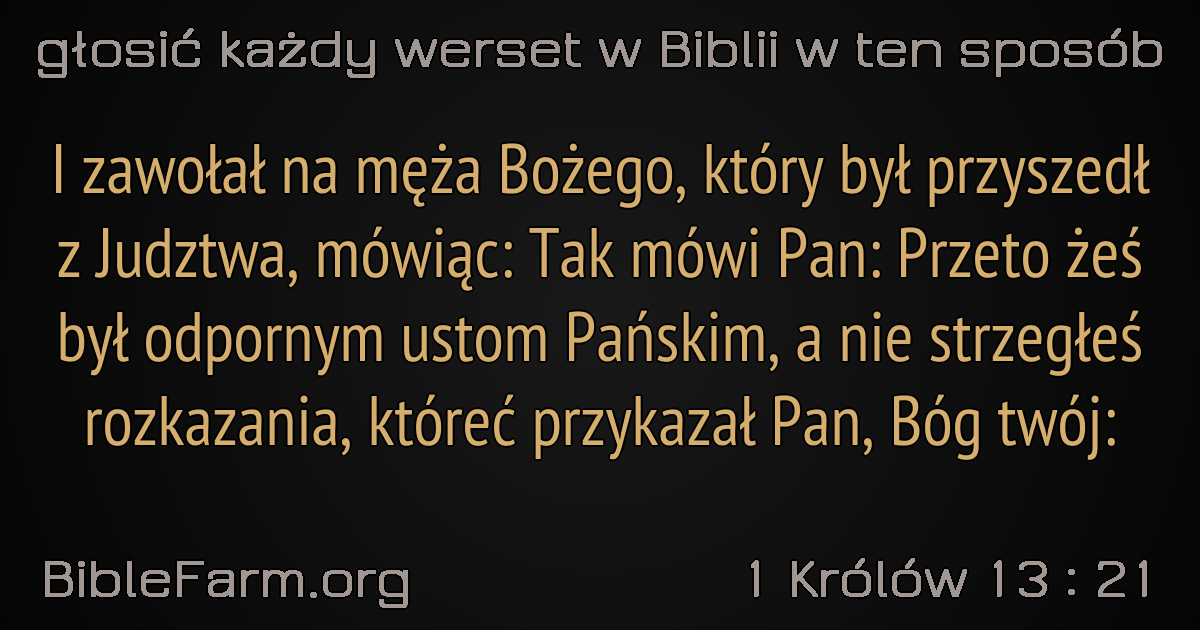 głosić każdy werset w Biblii w ten sposób
I zawołał na męża Bożego, który był przyszedł
z Judztwa, mówiąc: Tak mówi Pan: Przeto żeś
był odpornym ustom Pańskim, a nie strzegłeś
rozkazania, któreć przykazał Pan, Bóg twój:
BibleFarm.org
1 Królów 13 : 21